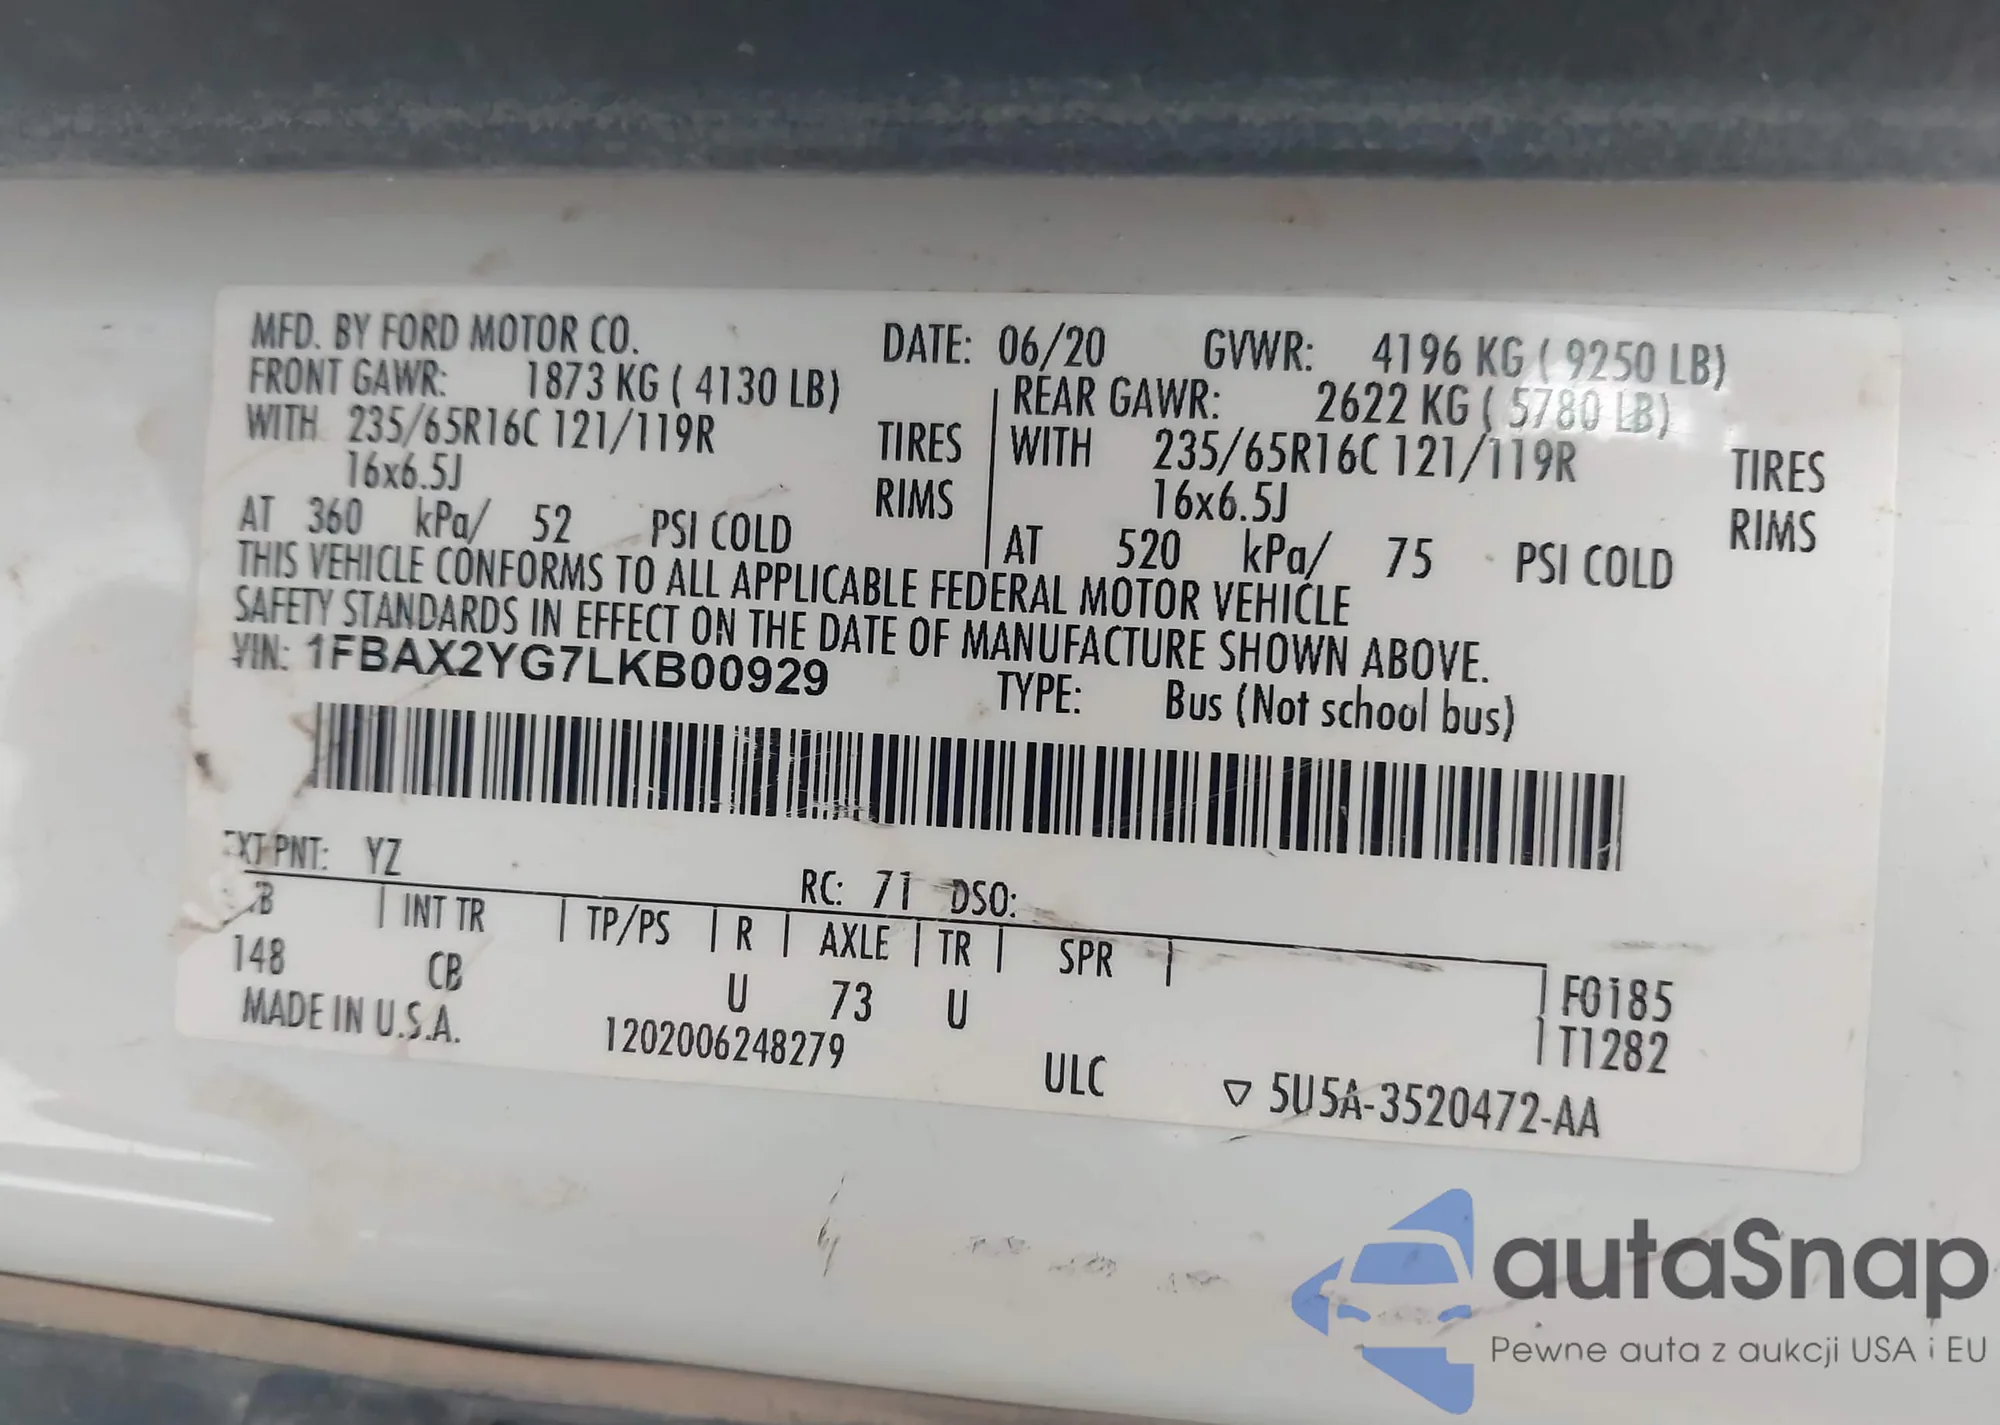 MFD. BY FORD MOTOR CO. DATE: 06/20 GVWR: 4196 KG ( 9250 LB)
FRONT GAWR: 1873 KG ( 4130 LB) REAR GAWR: 2622 KG ( 5780 LB)
WITH 235/65R16C 121/119R TIRES WITH 235/65R16C 121/119R TIRES
16x6.5J RIMS 16x6.5J RIMS
AT 360 kPa/ 52 PSI COLD AT 520 kPa/ 75 PSI COLD
THIS VEHICLE CONFORMS TO ALL APPLICABLE FEDERAL MOTOR VEHICLE
SAFETY STANDARDS IN EFFECT ON THE DATE OF MANUFACTURE SHOWN ABOVE.
VIN: 1FBAX2YG7LKB00929 TYPE: Bus (Not school bus)
EXT PNT: YZ RC: 71 DSO:
INT TR TP/PS R AXLE TR SPR F0185
148 CB U 73 U T1282
MADE IN U.S.A. 1202006248279 ULC ▽ 5U5A-3520472-AA
autaSnap
Pewne auta z aukcji USA i EU